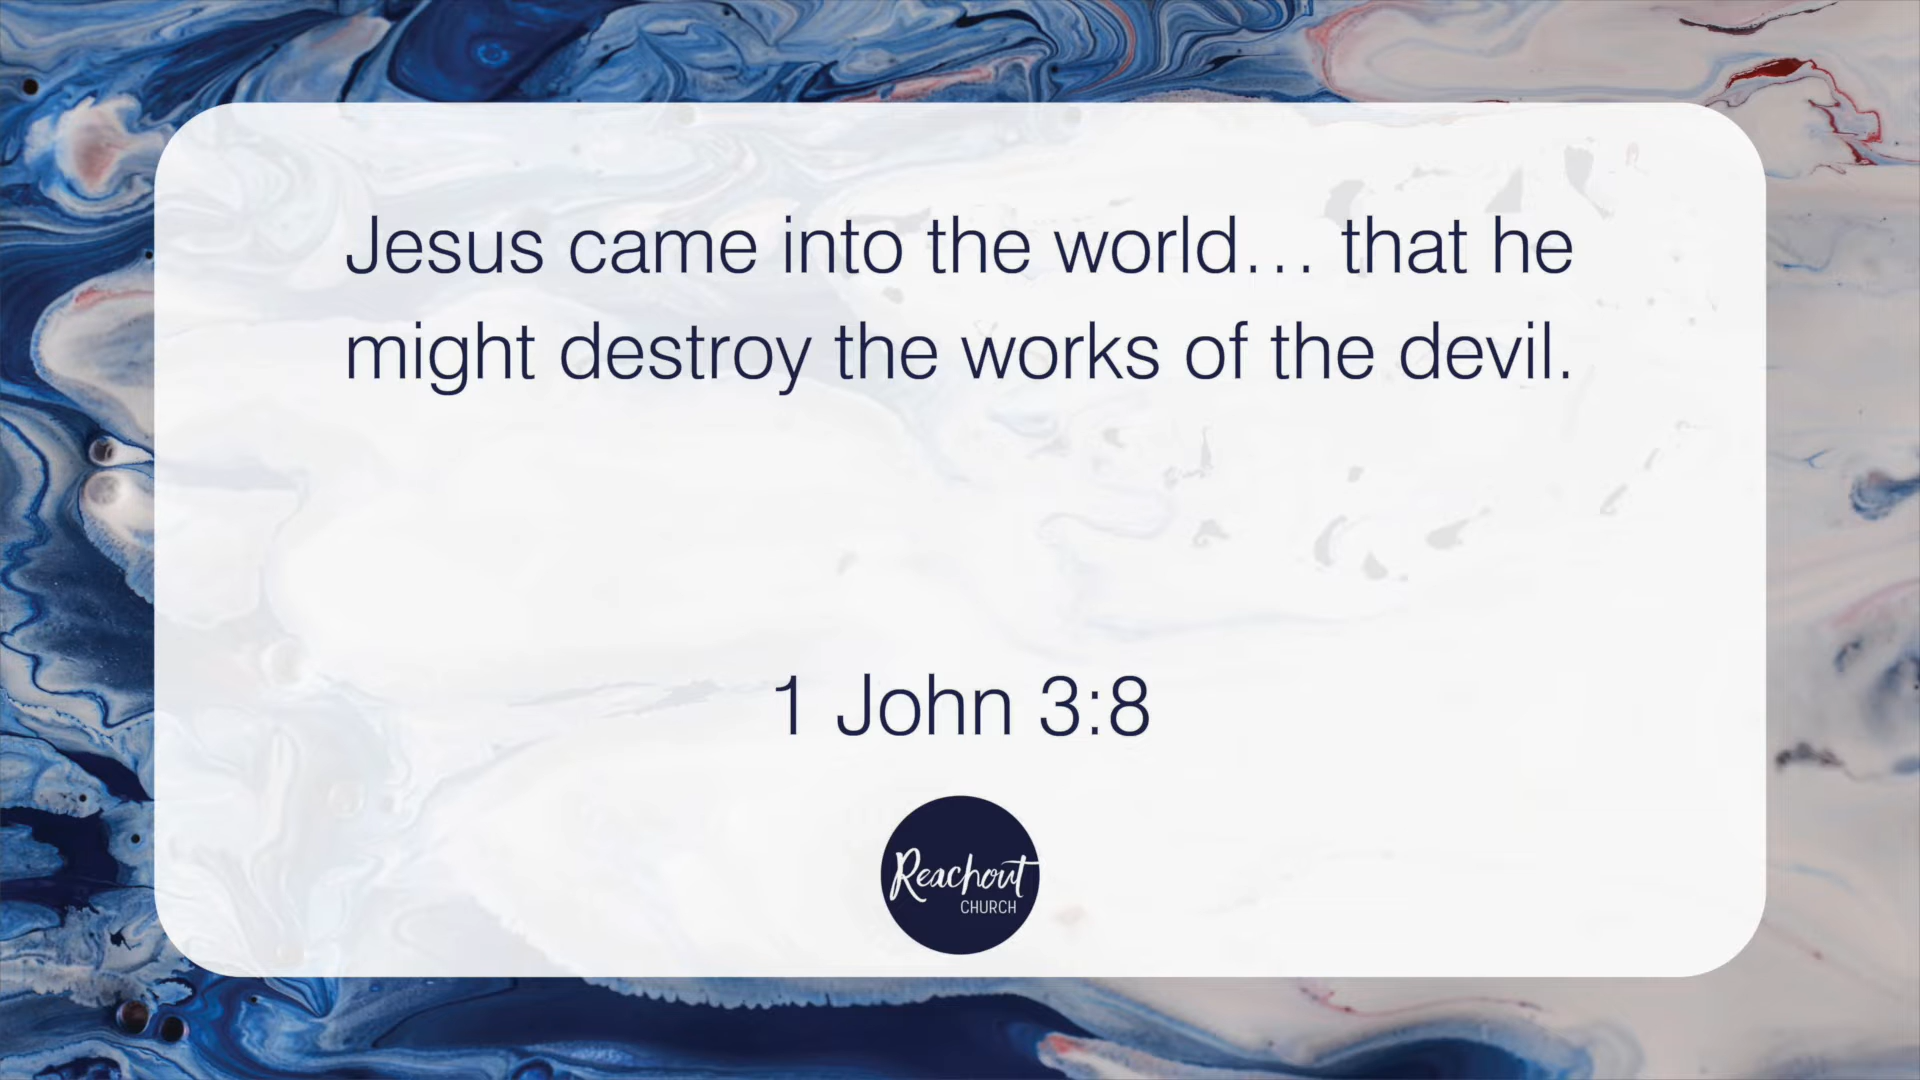 Jesus came into the world… that he
might destroy the works of the devil.
1 John 3:8
Reachout
CHURCH